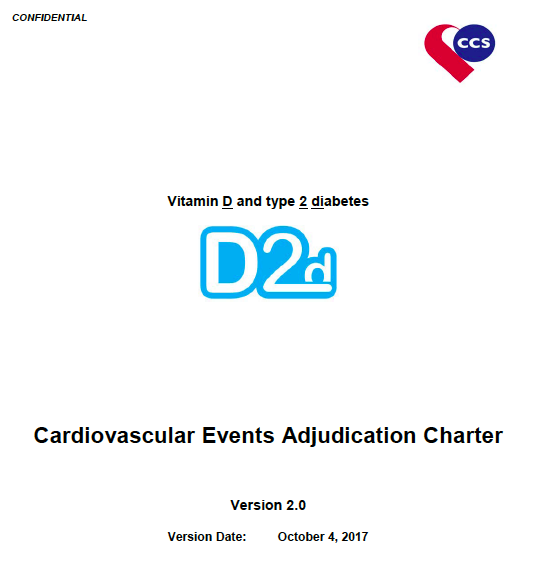 CONFIDENTIAL
CCS
Vitamin D and type 2 diabetes
D2d
Cardiovascular Events Adjudication Charter
Version 2.0
Version Date: October 4, 2017